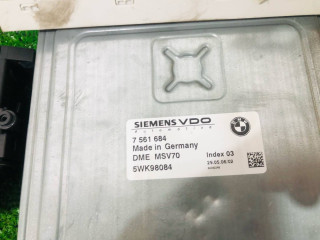 SIEMENS VDO
Automotive
7 561 684
Made in Germany
DME MSV70 Index 03
5WK98084